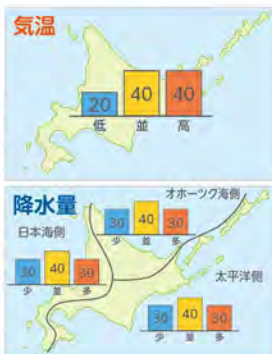 気温
20 40 40
低 並 高
降水量
オホーツク海側
30 40 30
少 並 多
日本海側
30 40 30
少 並 多
太平洋側
30 40 30
少 並 多